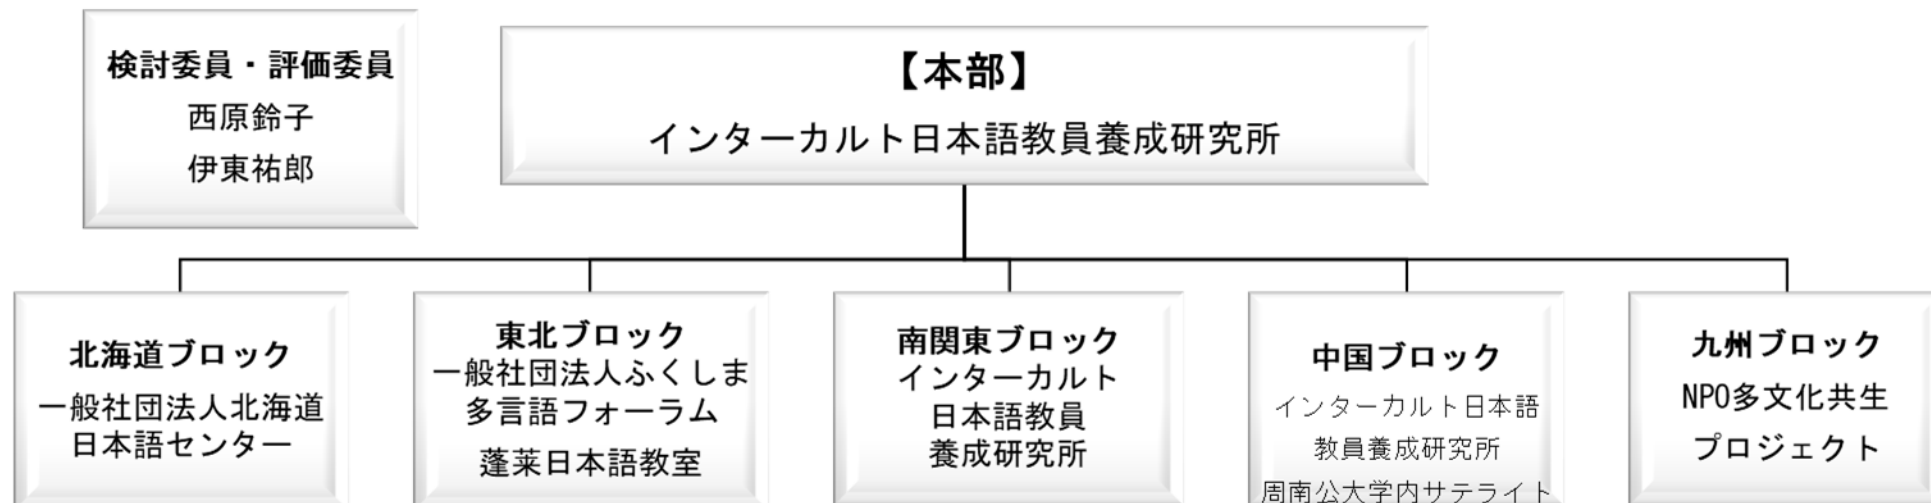 検討委員・評価委員
西原鈴子
伊東祐郎
【本部】
インターカルト日本語教員養成研究所
北海道ブロック
一般社団法人北海道
日本語センター
東北ブロック
一般社団法人ふくしま
多言語フォーラム
蓬莱日本語教室
南関東ブロック
インターカルト
日本語教員
養成研究所
中国ブロック
インターカルト日本語
教員養成研究所
周南公大学内サテライト
九州ブロック
NPO多文化共生
プロジェクト